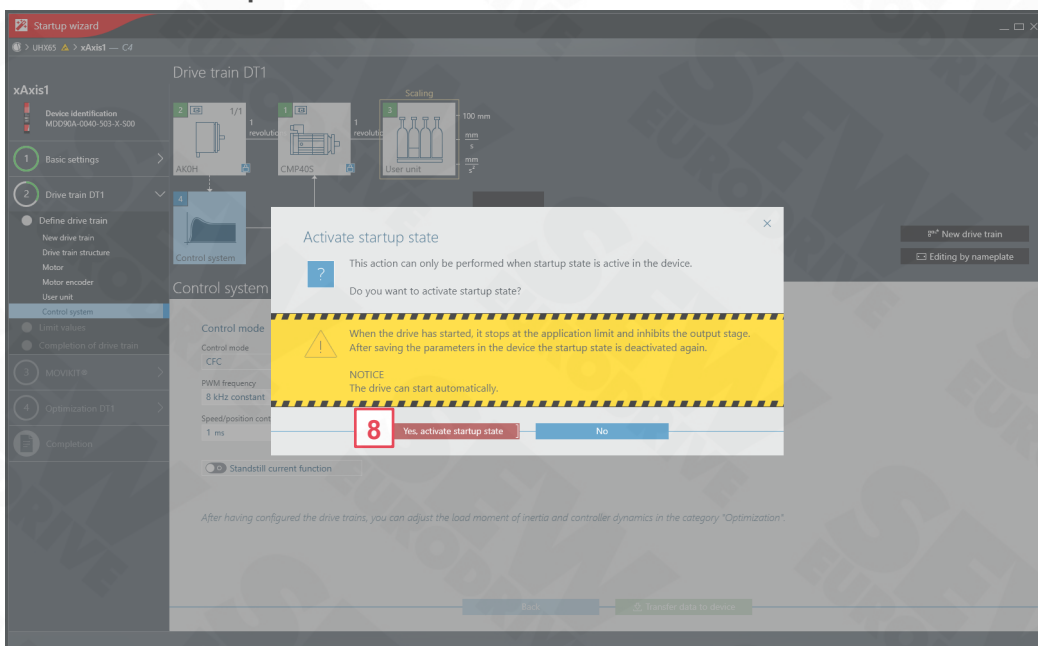 Startup wizard
> UHX65 > xAxis1 — C4
xAxis1
Device identification
MDD90A-0040-503-X-S00
1 Basic settings
2 Drive train DT1
Define drive train
New drive train
Drive train structure
Motor
Motor encoder
User unit
Control system
Limit values
Completion of drive train
3 MOVIKIT®
4 Optimization DT1
Completion
Drive train DT1
Scaling
2 1/1
AK0H
1
revolutio
1
CMP40S
1
revolutio
3
User unit
100 mm
mm
s
mm
s²
4
Control system
New drive train
Editing by nameplate
Control system
Control mode
Control mode
CFC
PWM frequency
8 kHz constant
Speed/position cont
1 ms
Standstill current function
After having configured the drive trains, you can adjust the load moment of inertia and controller dynamics in the category "Optimization".
Back
Transfer data to device
Activate startup state
?
This action can only be performed when startup state is active in the device.
Do you want to activate startup state?
When the drive has started, it stops at the application limit and inhibits the output stage.
After saving the parameters in the device the startup state is deactivated again.
NOTICE
The drive can start automatically.
8
Yes, activate startup state
No